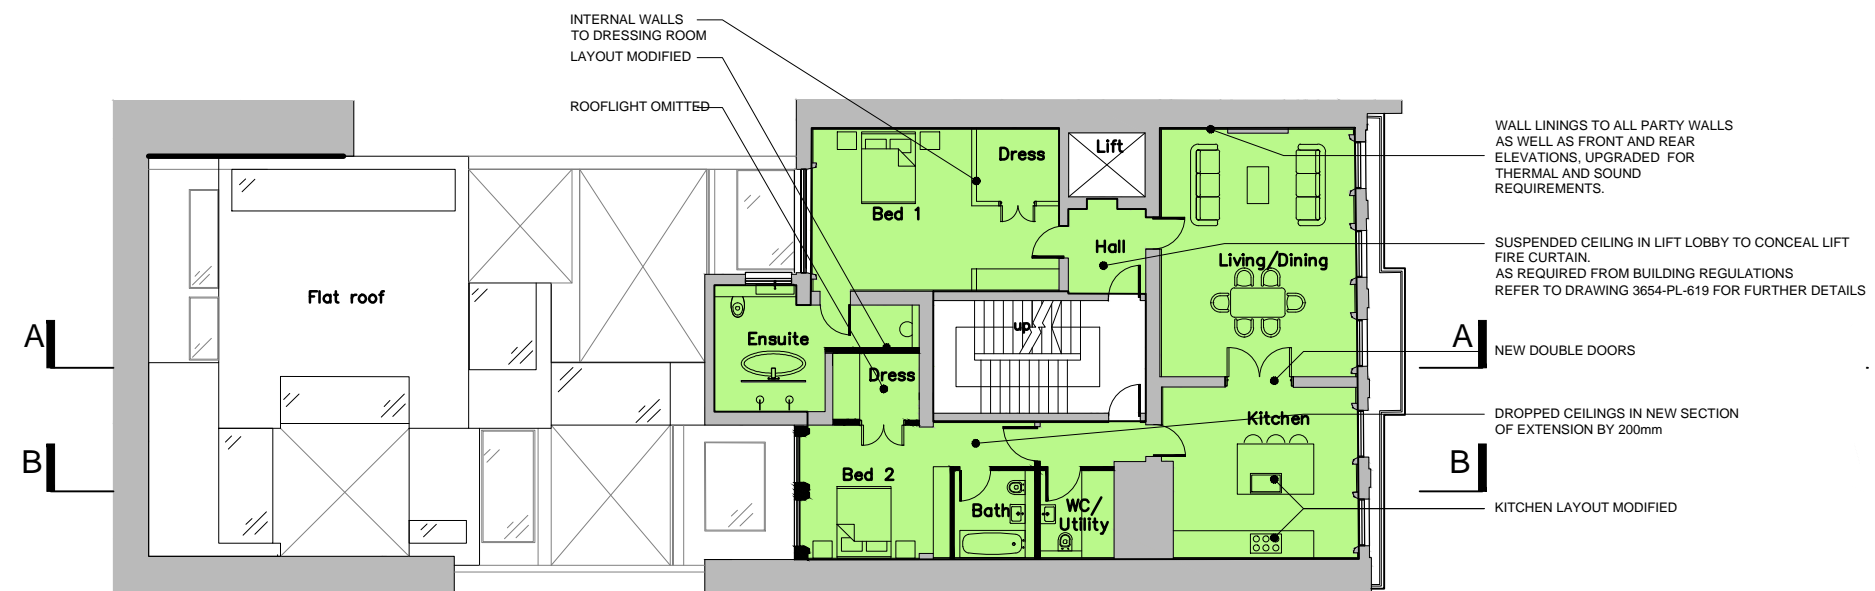 INTERNAL WALLS
TO DRESSING ROOM
LAYOUT MODIFIED
ROOFLIGHT OMITTED
WALL LININGS TO ALL PARTY WALLS
AS WELL AS FRONT AND REAR
ELEVATIONS, UPGRADED FOR
THERMAL AND SOUND
REQUIREMENTS.
SUSPENDED CEILING IN LIFT LOBBY TO CONCEAL LIFT
FIRE CURTAIN.
AS REQUIRED FROM BUILDING REGULATIONS
REFER TO DRAWING 3654-PL-619 FOR FURTHER DETAILS
NEW DOUBLE DOORS
DROPPED CEILINGS IN NEW SECTION
OF EXTENSION BY 200mm
KITCHEN LAYOUT MODIFIED
Lift
Dress
Bed 1
Hall
Living/Dining
Flat roof
up
Ensuite
A
A
Dress
Kitchen
B
B
Bed 2
Bath
WC/
Utility